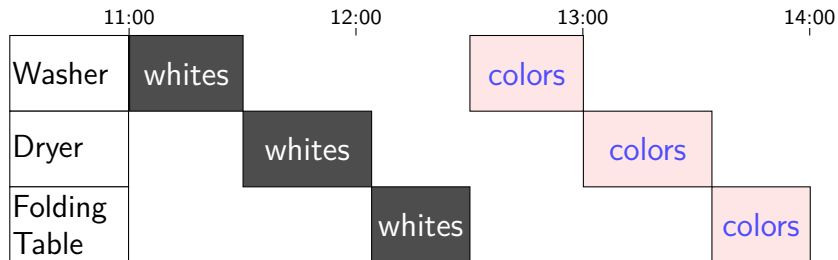 11:00 12:00 13:00 14:00
Washer whites colors
Dryer whites colors
Folding
Table whites colors